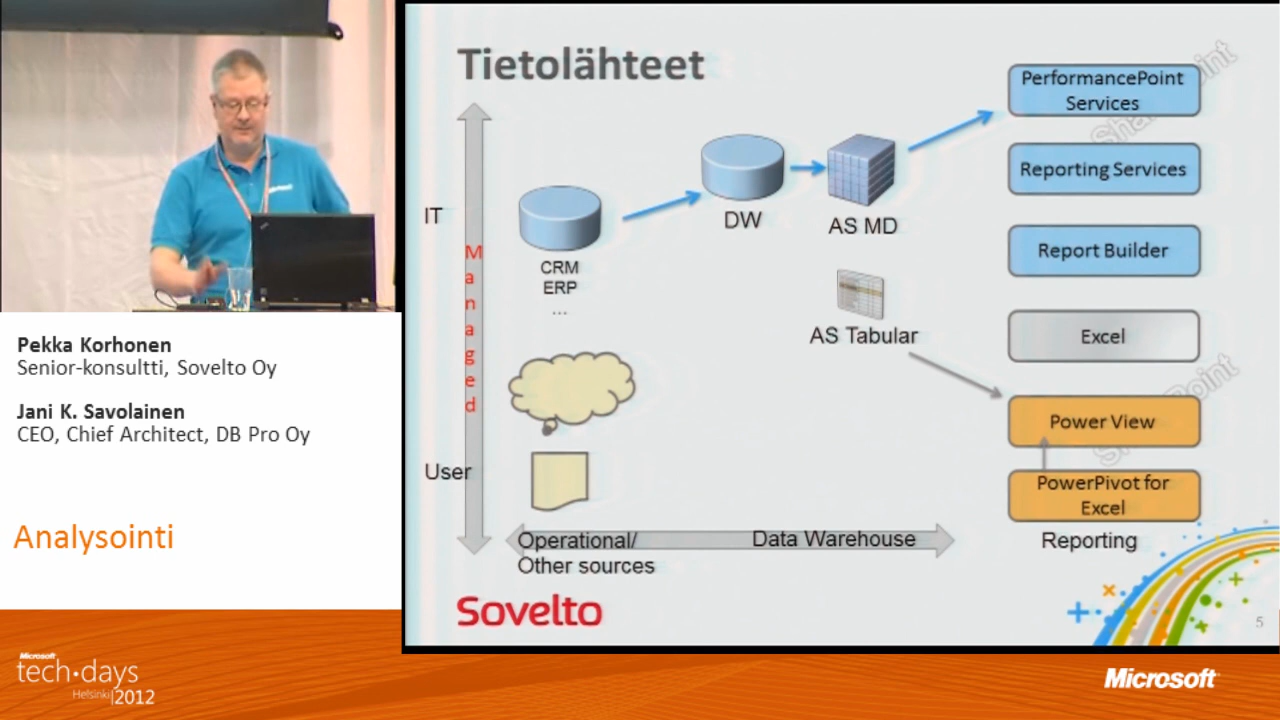 Tietolähteet
PerformancePoint
Services
Reporting Services
Report Builder
Excel
Power View
PowerPivot for
Excel
Reporting
SharePoint
SharePoint
IT
Managed
User
CRM
ERP
...
DW
AS MD
AS Tabular
Operational/
Other sources
Data Warehouse
Sovelto
5
Pekka Korhonen
Senior-konsultti, Sovelto Oy
Jani K. Savolainen
CEO, Chief Architect, DB Pro Oy
Analysointi
Microsoft
tech·days
Helsinki|2012
Microsoft